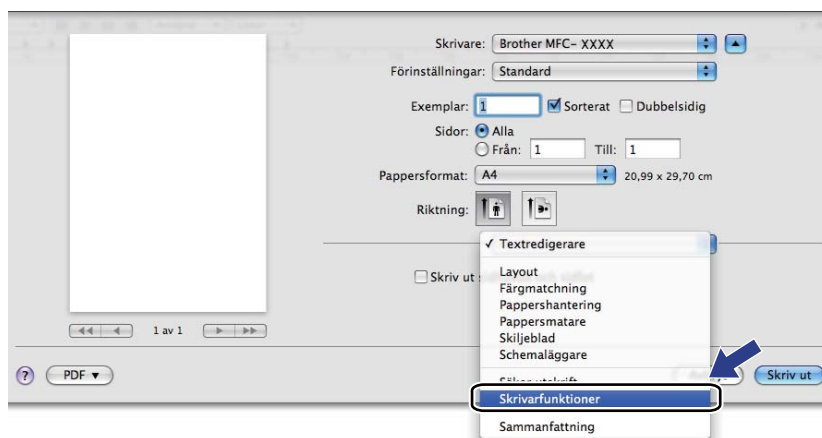 Skrivare: Brother MFC- XXXX
Förinställningar: Standard
Exemplar: 1 Sorterat Dubbelsidig
Sidor: Alla
Från: 1 Till: 1
Pappersformat: A4 20,99 x 29,70 cm
Riktning:
✓ Textredigerare
Skriv ut
Layout
Färgmatchning
Pappershantering
Pappersmatare
Skiljeblad
Schemaläggare
Skrivarfunktioner
Sammanfattning
1 av 1
? PDF ▼ Skriv ut